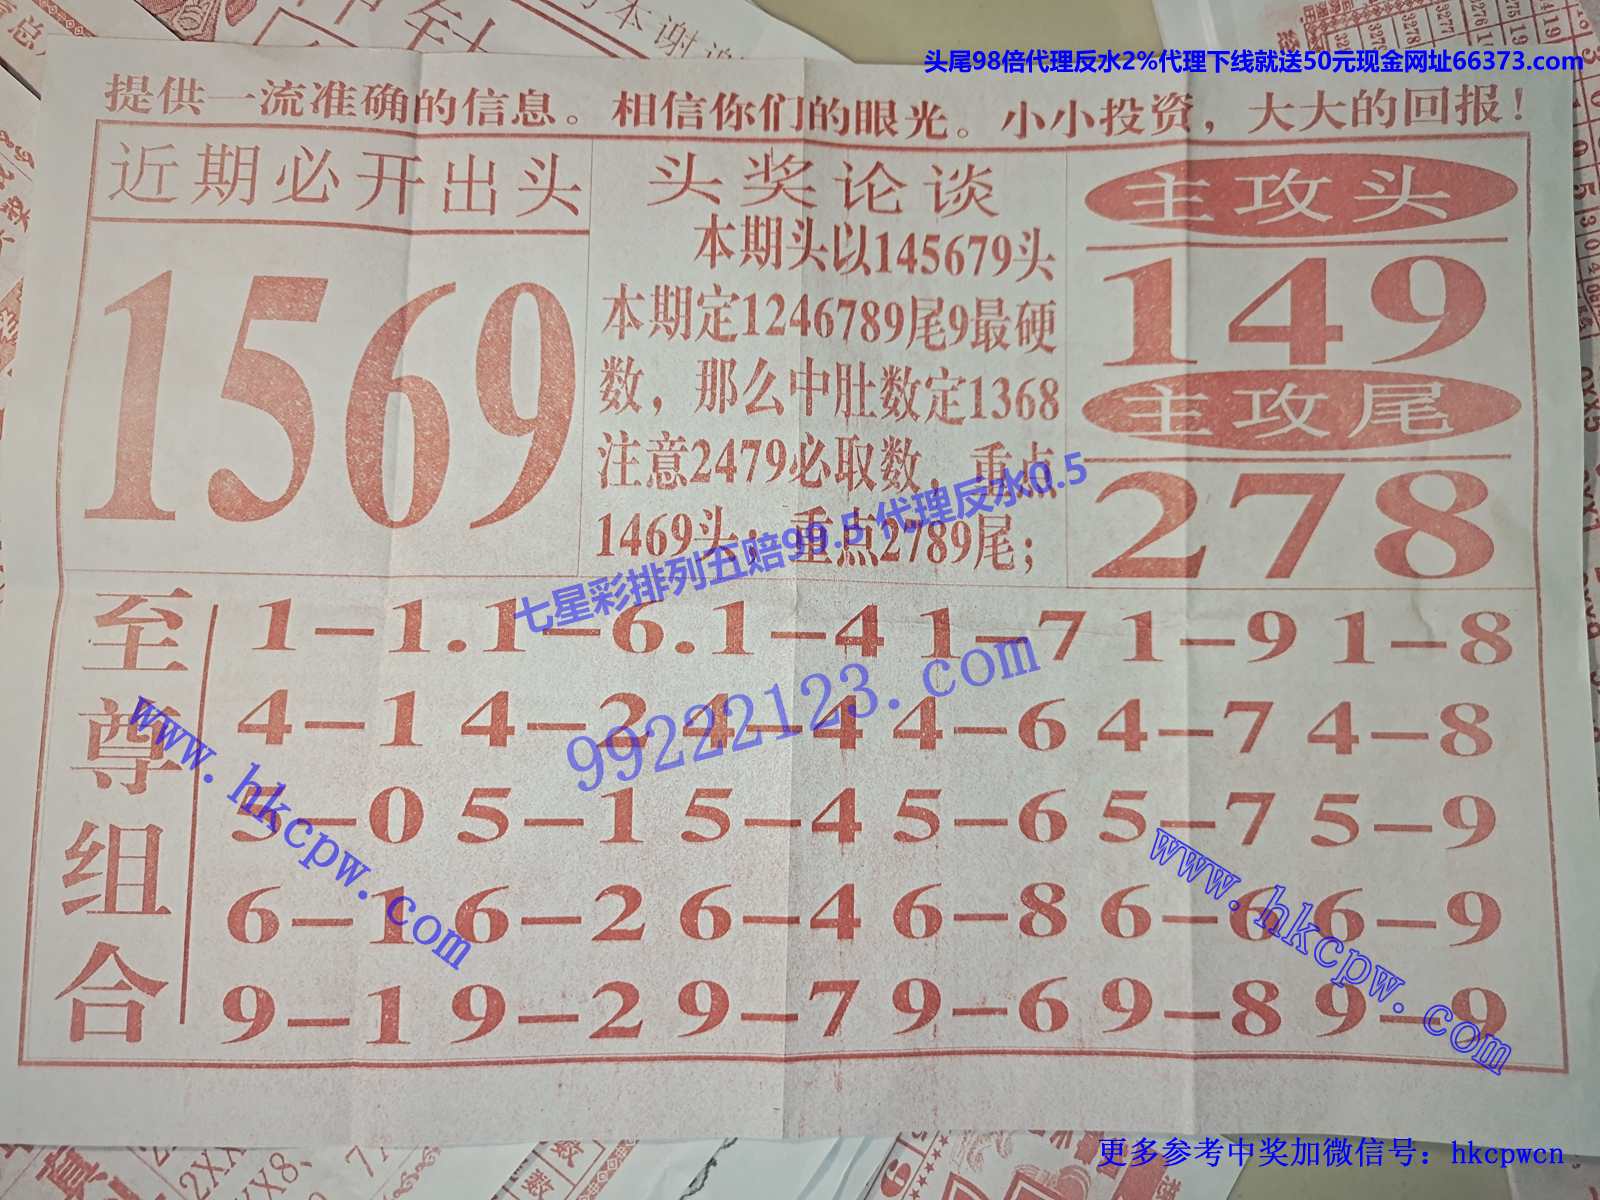 头尾98倍代理反水2%代理下线就送50元现金网址66373.com
提供一流准确的信息。相信你们的眼光。小小投资，大大的回报！
近期必开出头
1569
头奖论谈
本期头以145679头
本期定1246789尾9最硬
数，那么中肚数定1368
注意2479必取数，重点
1469头；重点2789尾；
主攻头
149
主攻尾
278
七星彩排列五赔99.5 代理反水0.5
99222123.com
至尊组合
1-1.1-6.1-4 1-7 1-9 1-8
4-1 4-2 4-4 4-6 4-7 4-8
5-0 5-1 5-4 5-6 5-7 5-9
6-1 6-2 6-4 6-8 6-6 6-9
9-1 9-2 9-7 9-6 9-8 9-9
www.hkcpw.com
www.hkcpw.com
更多参考中奖加微信号：hkcpwcn